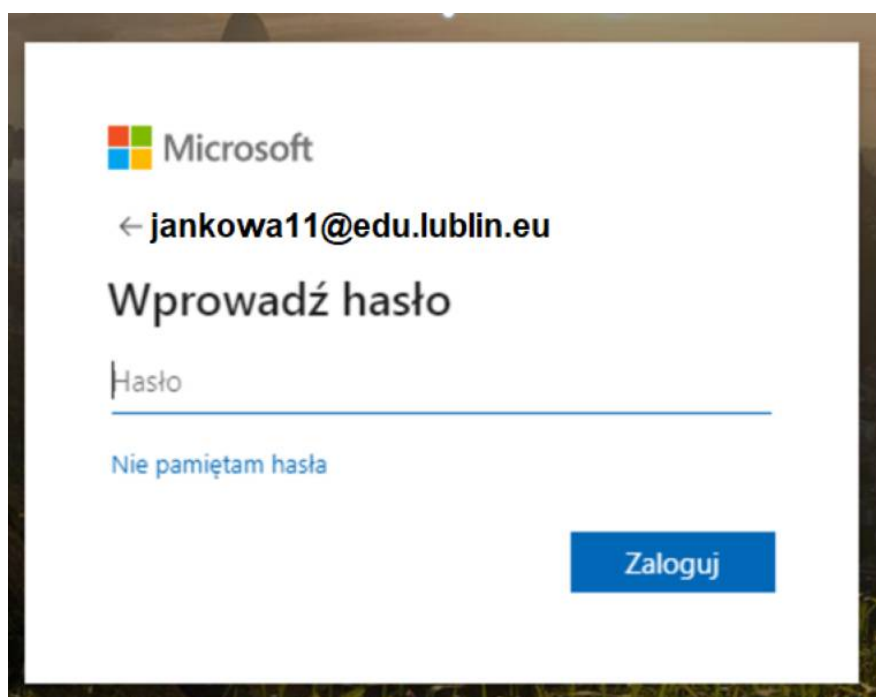 Microsoft
← jankowa11@edu.lublin.eu
Wprowadź hasło
Hasło
Nie pamiętam hasła
Zaloguj